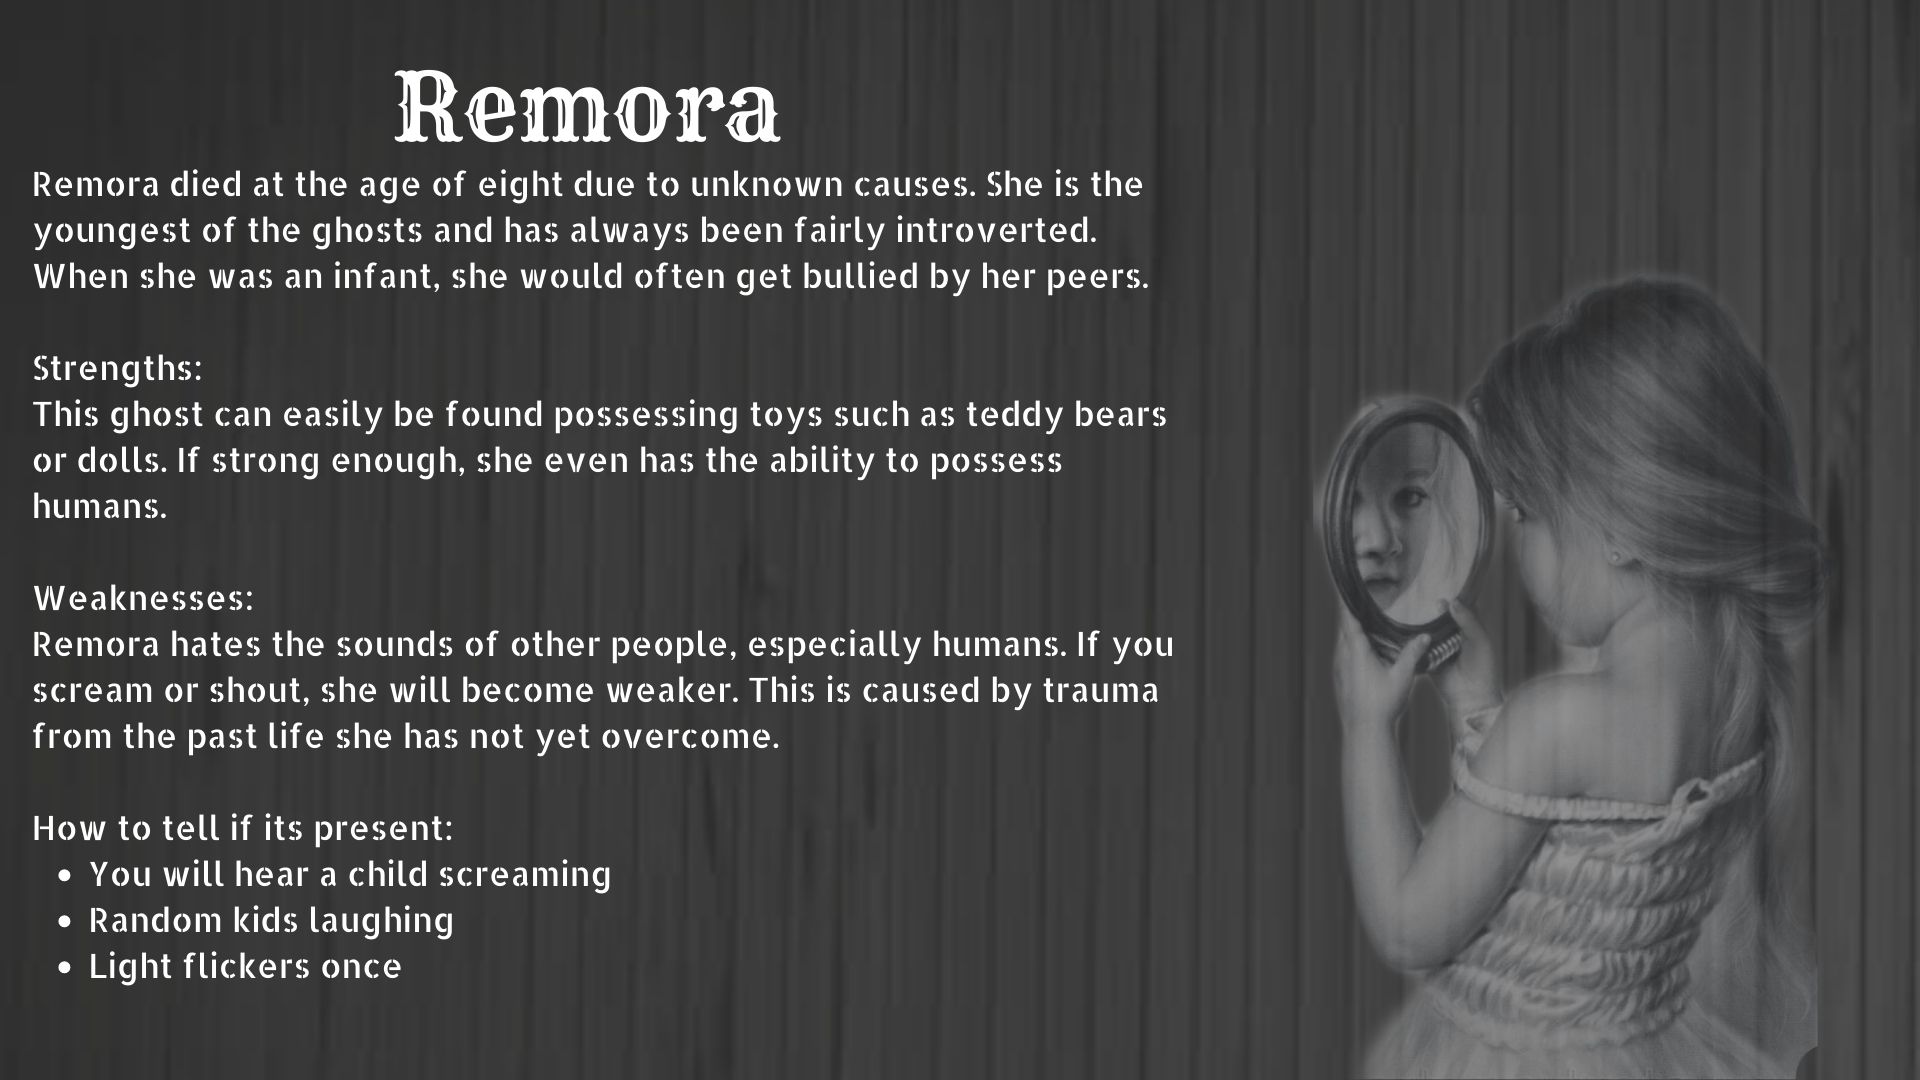 Remora
Remora died at the age of eight due to unknown causes. She is the
youngest of the ghosts and has always been fairly introverted.
When she was an infant, she would often get bullied by her peers.
Strengths:
This ghost can easily be found possessing toys such as teddy bears
or dolls. If strong enough, she even has the ability to possess
humans.
Weaknesses:
Remora hates the sounds of other people, especially humans. If you
scream or shout, she will become weaker. This is caused by trauma
from the past life she has not yet overcome.
How to tell if its present:
• You will hear a child screaming
• Random kids laughing
• Light flickers once